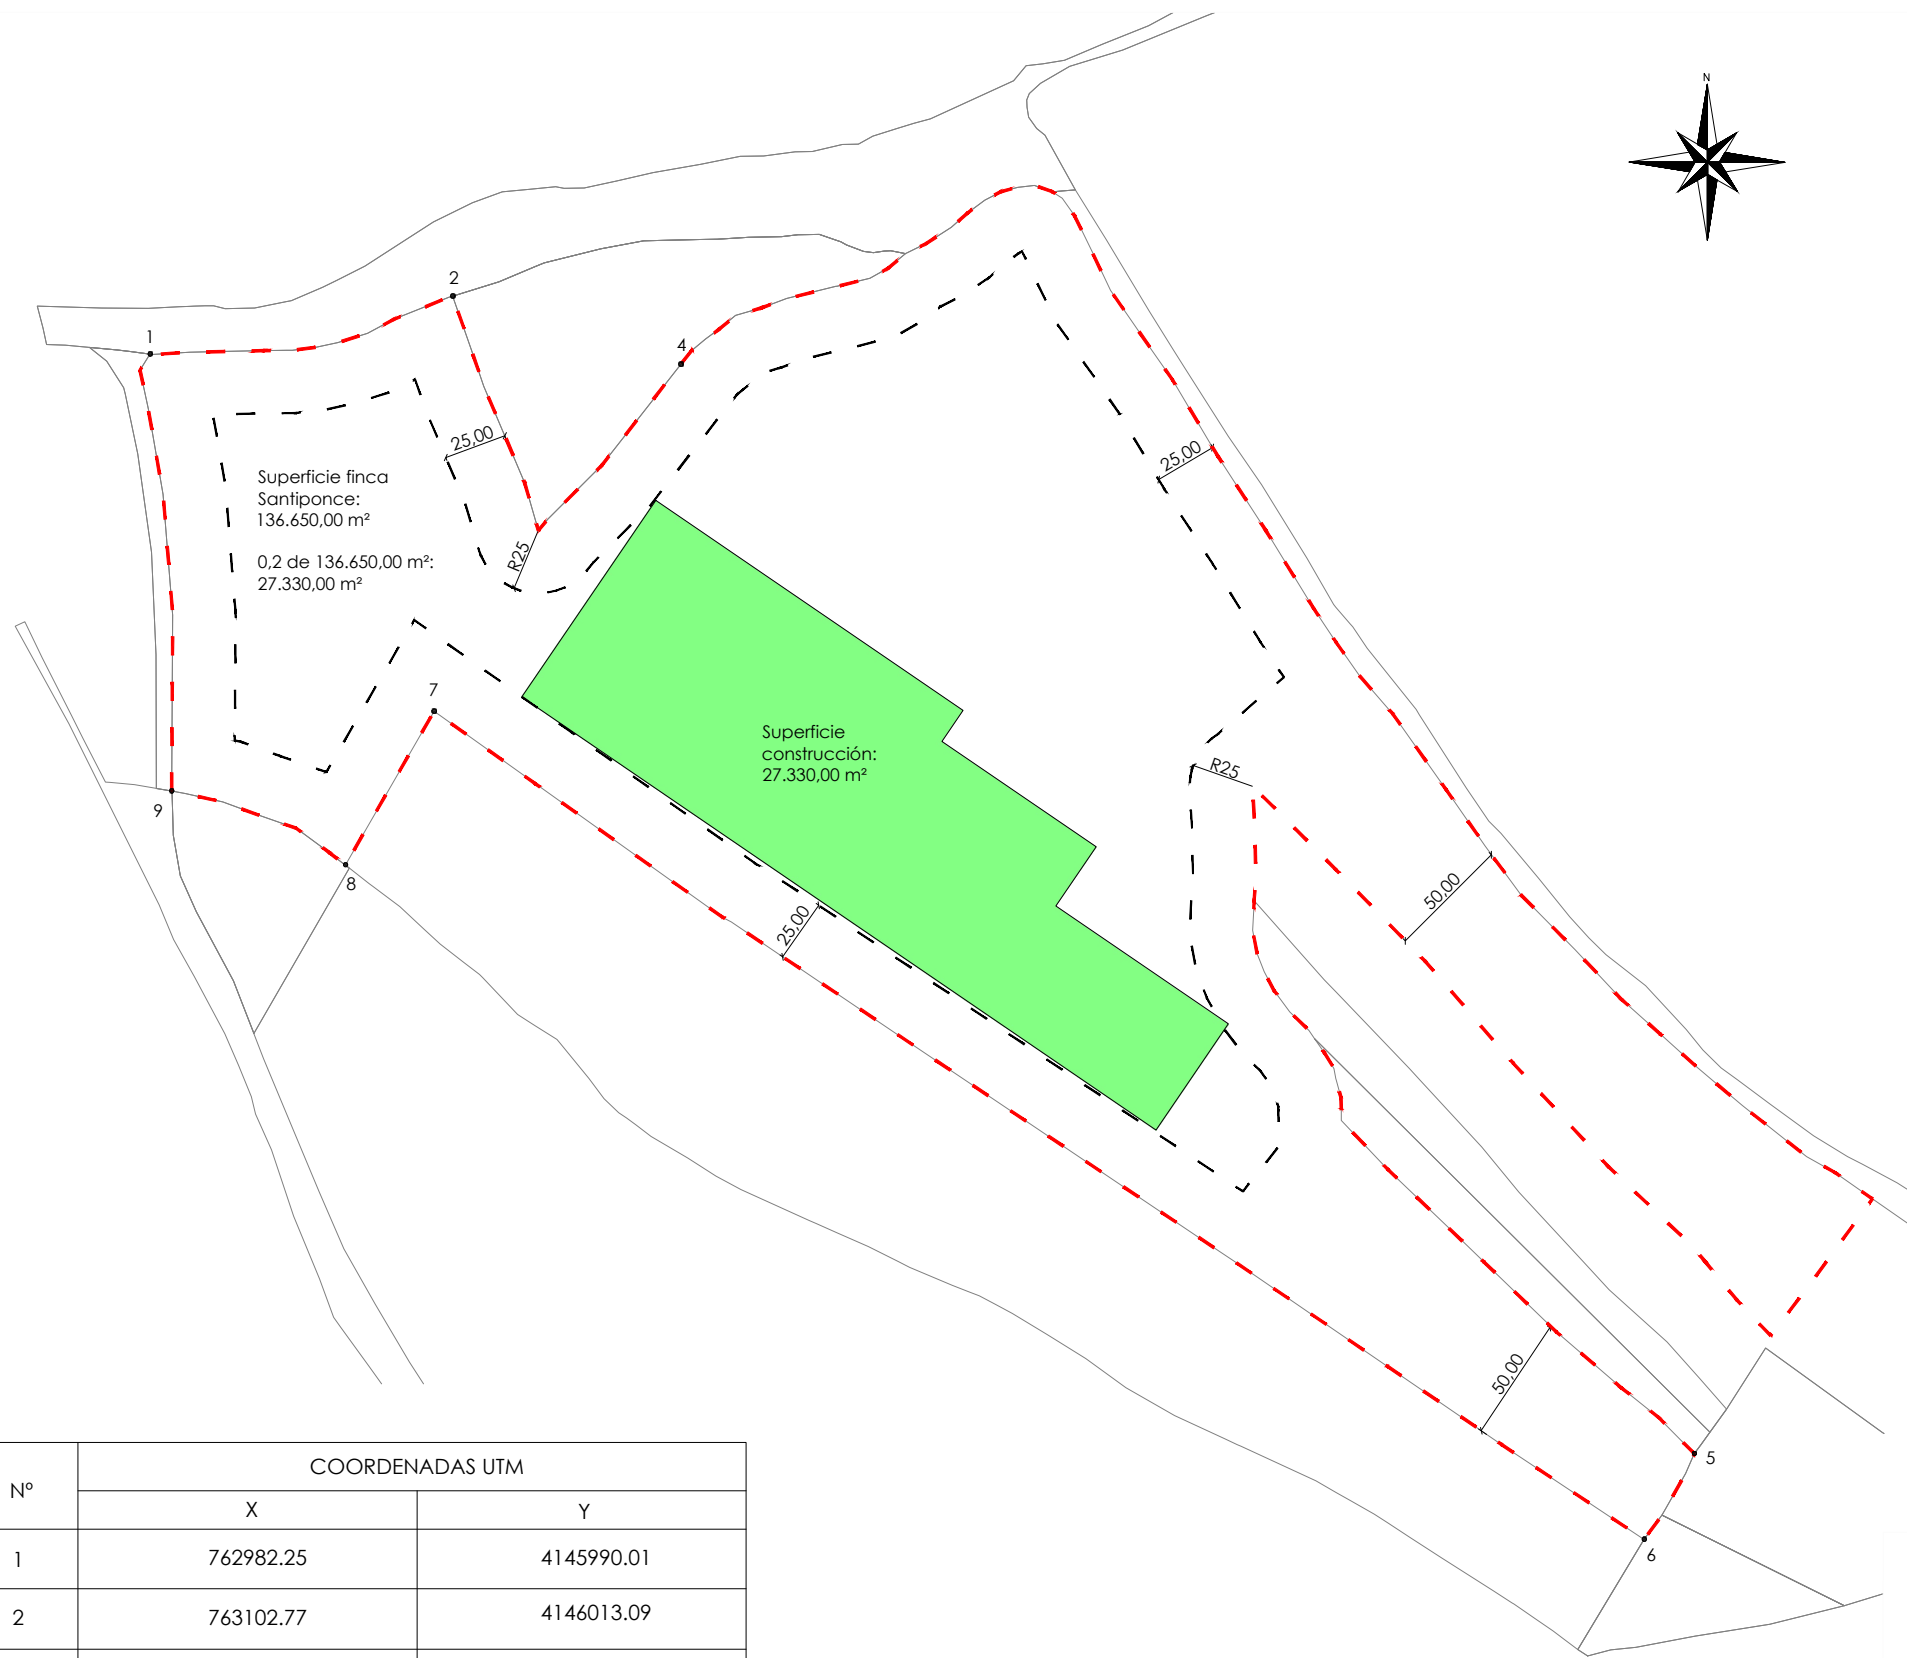 N
2
1
4
25,00
25,00
Superficie finca
Santiponce:
136.650,00 m²
0,2 de 136.650,00 m²:
27.330,00 m²
R25
7
Superficie
construcción:
27.330,00 m²
R25
9
8
50,00
25,00
50,00
5
6
Nº
COORDENADAS UTM
X
Y
1
762982.25
4145990.01
2
763102.77
4146013.09